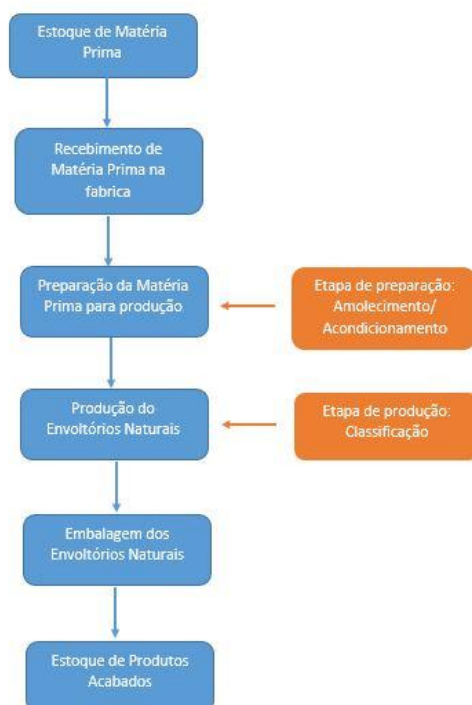 Estoque de Matéria
Prima
Recebimento de
Matéria Prima na
fabrica
Preparação da Matéria
Prima para produção
Etapa de preparação:
Amolecimento/
Acondicionamento
Produção do
Envoltórios Naturais
Etapa de produção:
Classificação
Embalagem dos
Envoltórios Naturais
Estoque de Produtos
Acabados